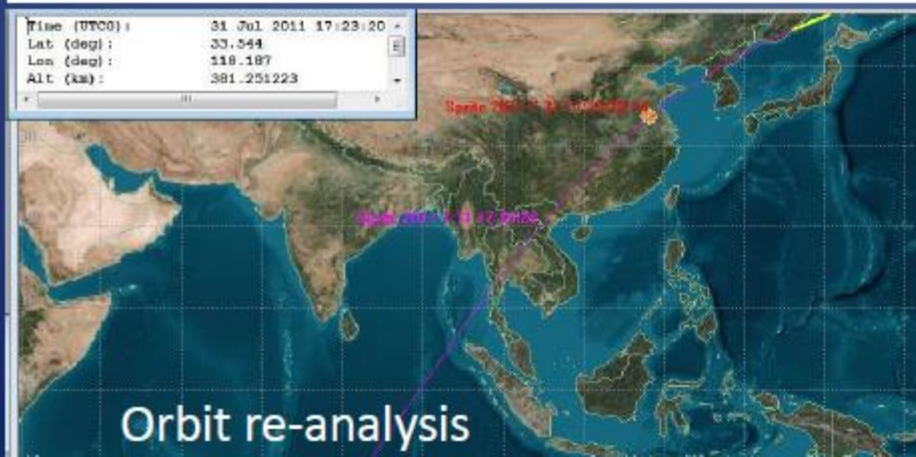 Time (UTCG): 31 Jul 2011 17:23:20
Lat (deg): 33.544
Lon (deg): 118.187
Alt (km): 381.251223
Orbit re-analysis